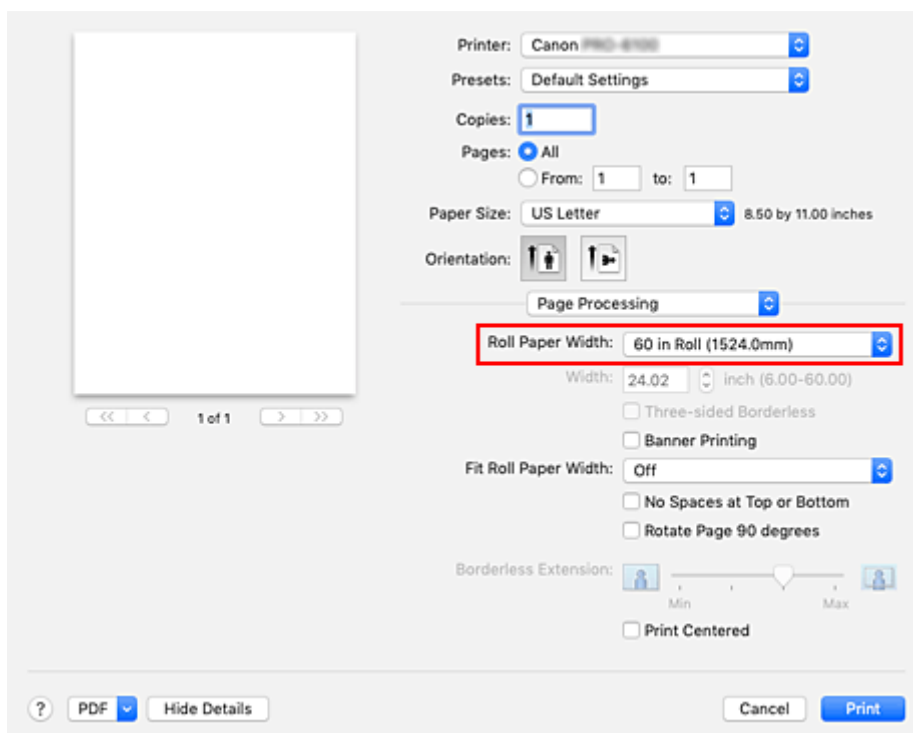 Printer: Canon
Presets: Default Settings
Copies: 1
Pages: All
From: 1 to: 1
Paper Size: US Letter 8.50 by 11.00 inches
Orientation:
Page Processing
Roll Paper Width: 60 in Roll (1524.0mm)
Width: 24.02 inch (6.00-60.00)
Three-sided Borderless
1 of 1
Banner Printing
Fit Roll Paper Width: Off
No Spaces at Top or Bottom
Rotate Page 90 degrees
Borderless Extension:
Min Max
Print Centered
? PDF Hide Details Cancel Print